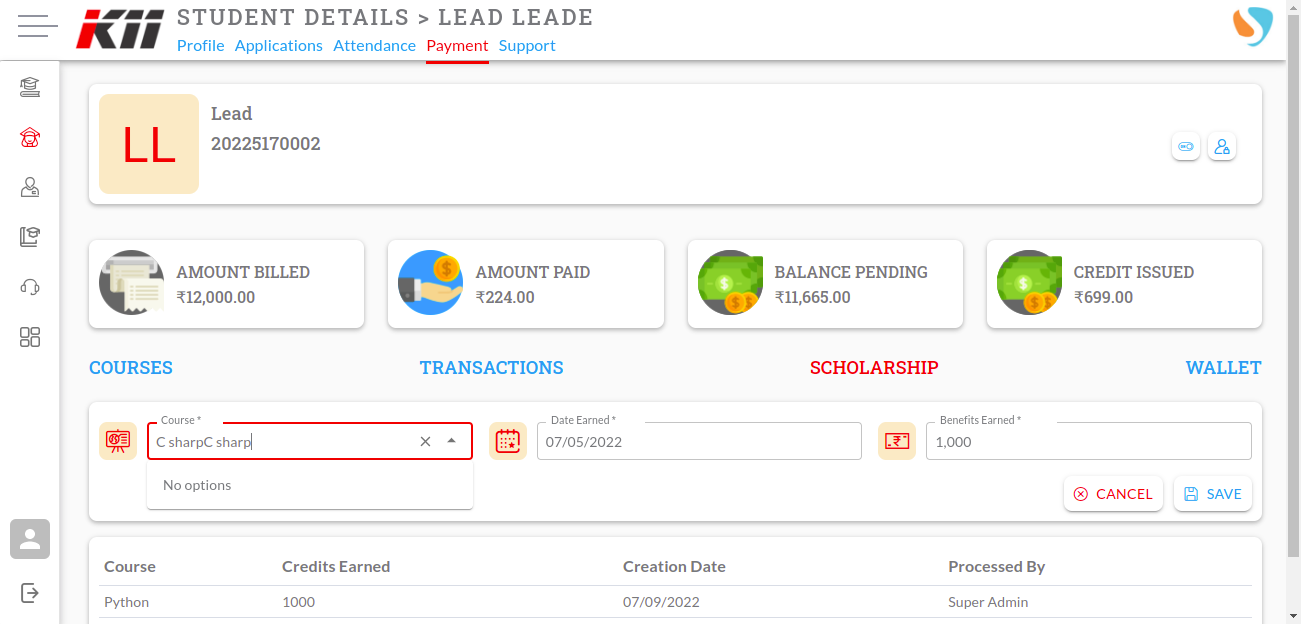 KII
STUDENT DETAILS > LEAD LEADE
Profile Applications Attendance Payment Support
LL
Lead
20225170002
AMOUNT BILLED
₹12,000.00
AMOUNT PAID
₹224.00
BALANCE PENDING
₹11,665.00
CREDIT ISSUED
₹699.00
COURSES TRANSACTIONS SCHOLARSHIP WALLET
Course *
C sharpC sharp
Date Earned *
07/05/2022
Benefits Earned *
1,000
No options
CANCEL SAVE
Course Credits Earned Creation Date Processed By
Python 1000 07/09/2022 Super Admin